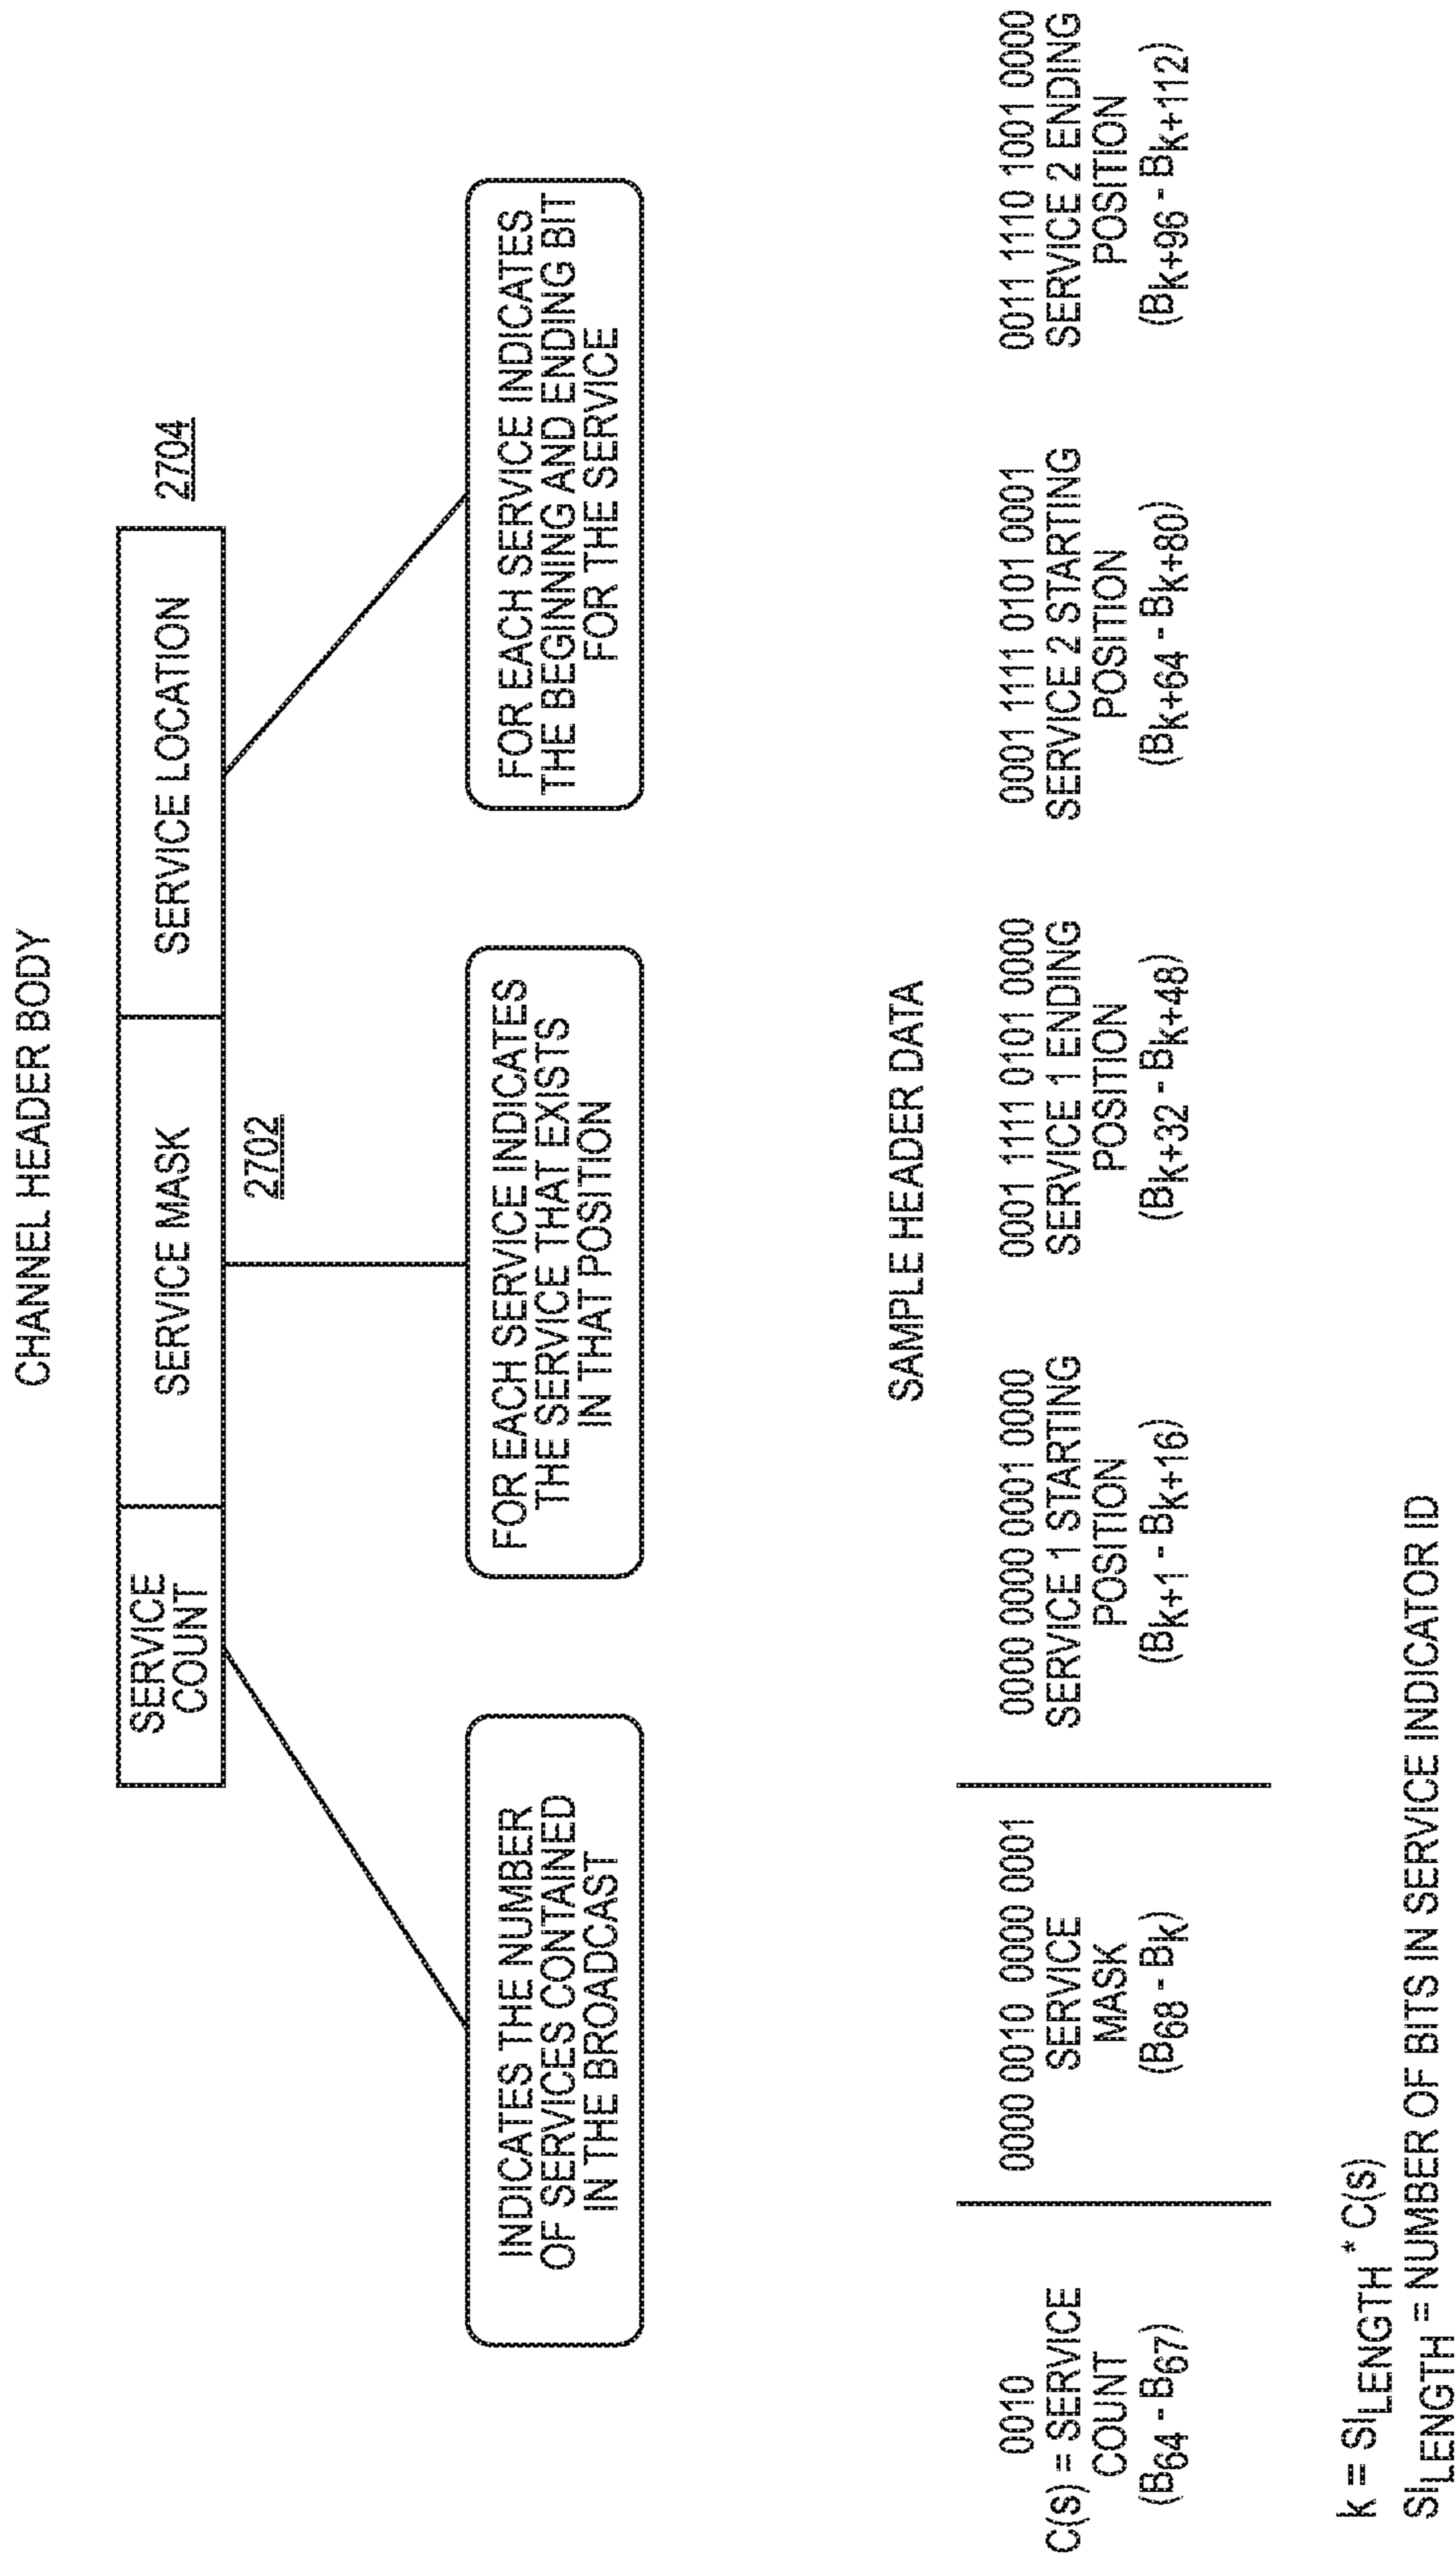 CHANNEL HEADER BODY
SERVICE
COUNT
SERVICE MASK
SERVICE LOCATION
2702
2704
INDICATES THE NUMBER
OF SERVICES CONTAINED
IN THE BROADCAST
FOR EACH SERVICE INDICATES
THE SERVICE THAT EXISTS
IN THAT POSITION
FOR EACH SERVICE INDICATES
THE BEGINNING AND ENDING BIT
FOR THE SERVICE
SAMPLE HEADER DATA
0010
C(s) = SERVICE
COUNT
(B64 - B67)
0000 0010 0000 0001
SERVICE
MASK
(B68 - Bk)
0000 0000 0001 0000
SERVICE 1 STARTING
POSITION
(Bk+1 - Bk+16)
0001 1111 0101 0000
SERVICE 1 ENDING
POSITION
(Bk+32 - Bk+48)
0001 1111 0101 0001
SERVICE 2 STARTING
POSITION
(Bk+64 - Bk+80)
0011 1110 1001 0000
SERVICE 2 ENDING
POSITION
(Bk+96 - Bk+112)
k = SILENGTH * C(s)
SILENGTH = NUMBER OF BITS IN SERVICE INDICATOR ID